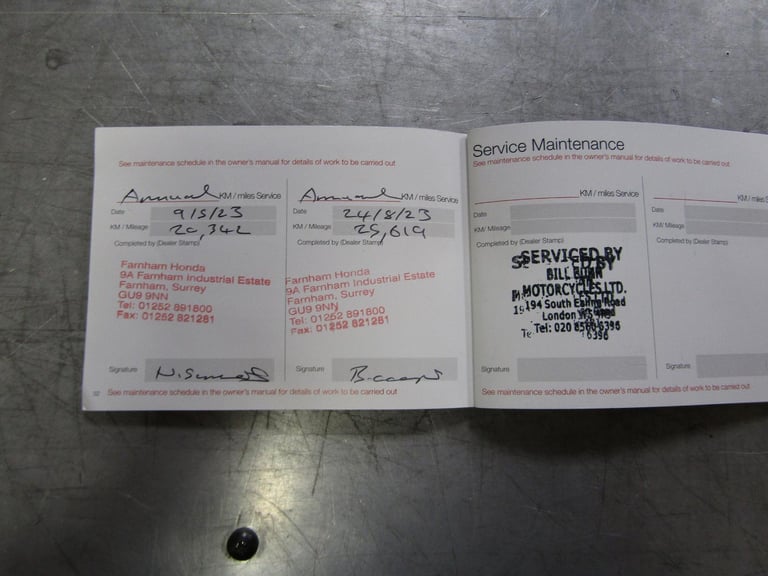 See maintenance schedule in the owner's manual for details of work to be carried out
Annual KM / miles Service
Date 9/5/23
KM / Mileage 20,342
Completed by (Dealer Stamp)
Farnham Honda
9A Farnham Industrial Estate
Farnham, Surrey
GU9 9NN
Tel: 01252 891800
Fax: 01252 821281
Signature
Annual KM / miles Service
Date 24/8/23
KM / Mileage 25,619
Completed by (Dealer Stamp)
Farnham Honda
9A Farnham Industrial Estate
Farnham, Surrey
GU9 9NN
Tel: 01252 891800
Fax: 01252 821281
Signature
See maintenance schedule in the owner's manual for details of work to be carried out
Service Maintenance
See maintenance schedule in the owner's manual for details of work to be carried out
KM / miles Service
Date
KM / Mileage
Completed by (Dealer Stamp)
SERVICED BY
BILL
MOTORCYCLES LTD.
194 South Ealing Road
London
Tel: 020 6396
6396
Signature
KM / miles S
Date
KM / Mileage
Completed by (Dealer Stamp)
Signature
See maintenance schedule in the owner's manual for details of work to be carried out